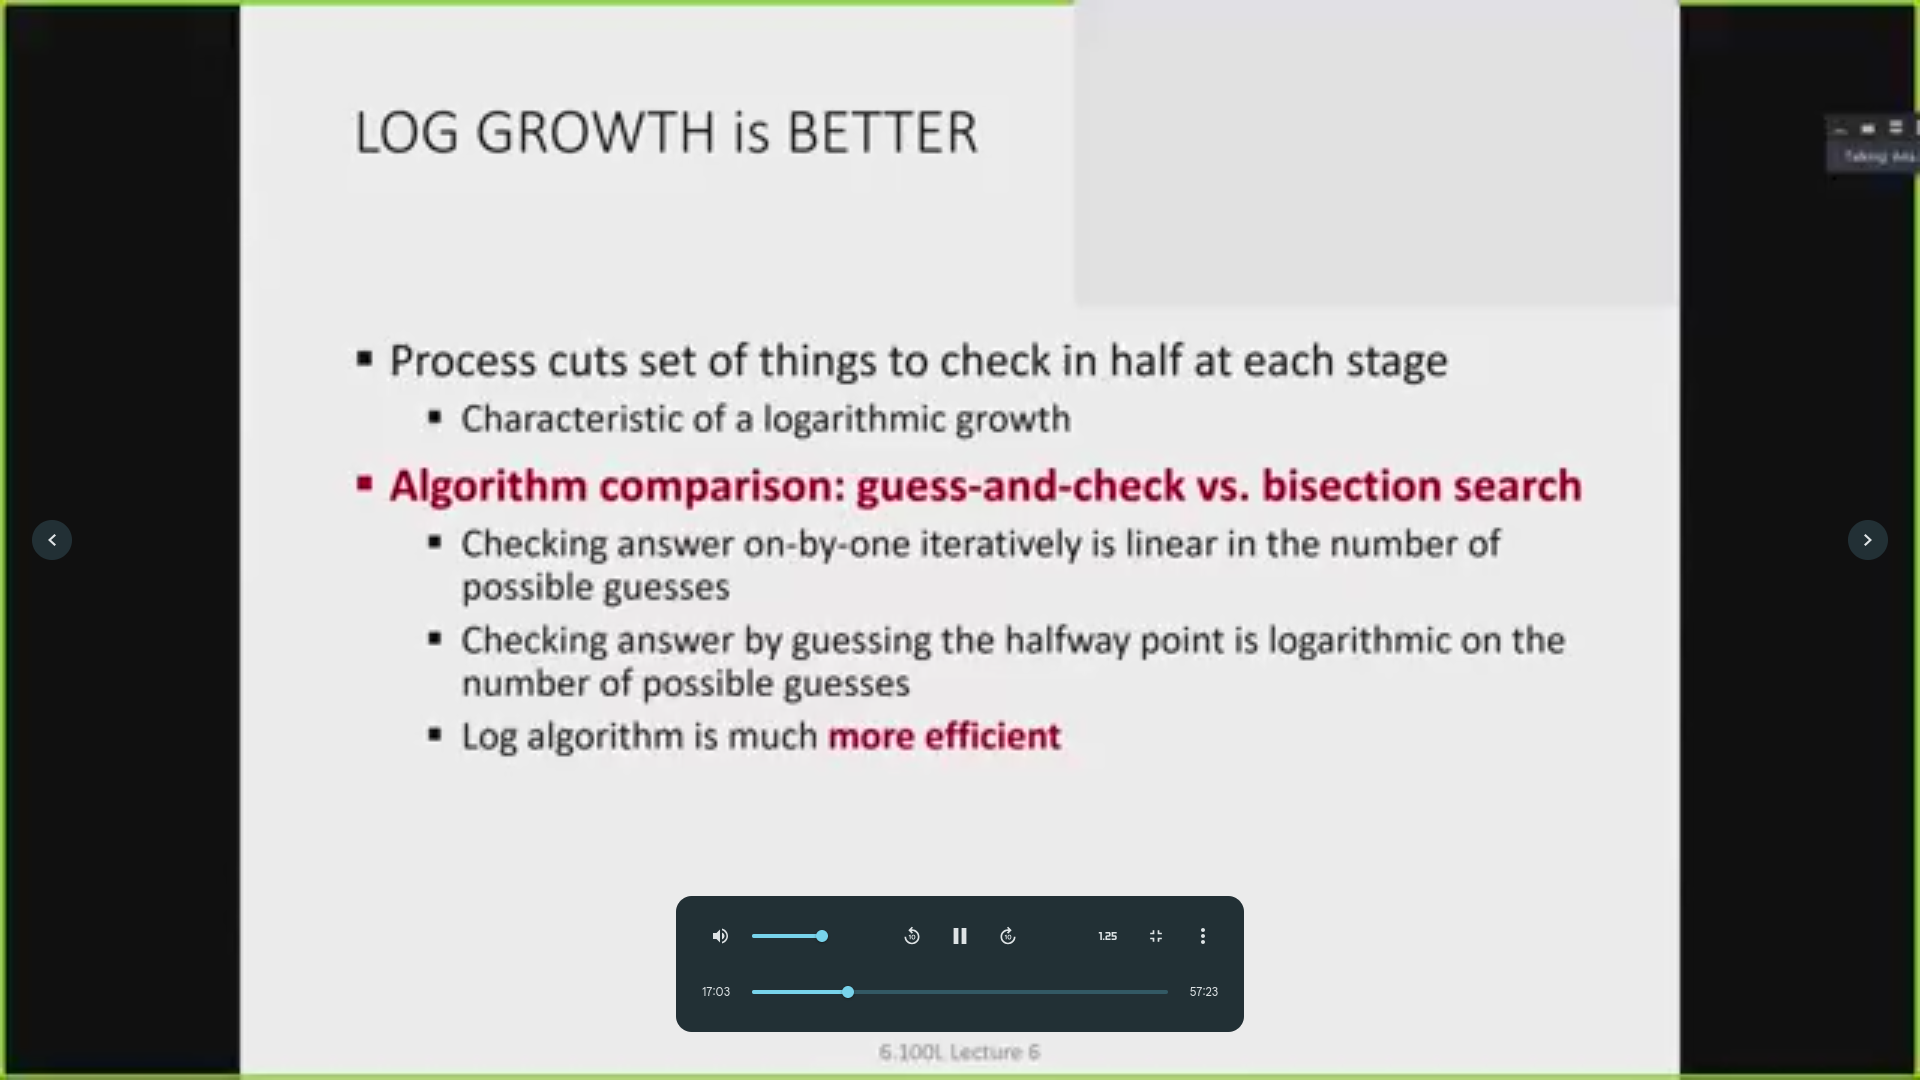 LOG GROWTH is BETTER
Taking
▪ Process cuts set of things to check in half at each stage
▪ Characteristic of a logarithmic growth
▪ Algorithm comparison: guess-and-check vs. bisection search
▪ Checking answer on-by-one iteratively is linear in the number of
possible guesses
▪ Checking answer by guessing the halfway point is logarithmic on the
number of possible guesses
▪ Log algorithm is much more efficient
10
10
1.25
17:03
57:23
6.100L Lecture 6